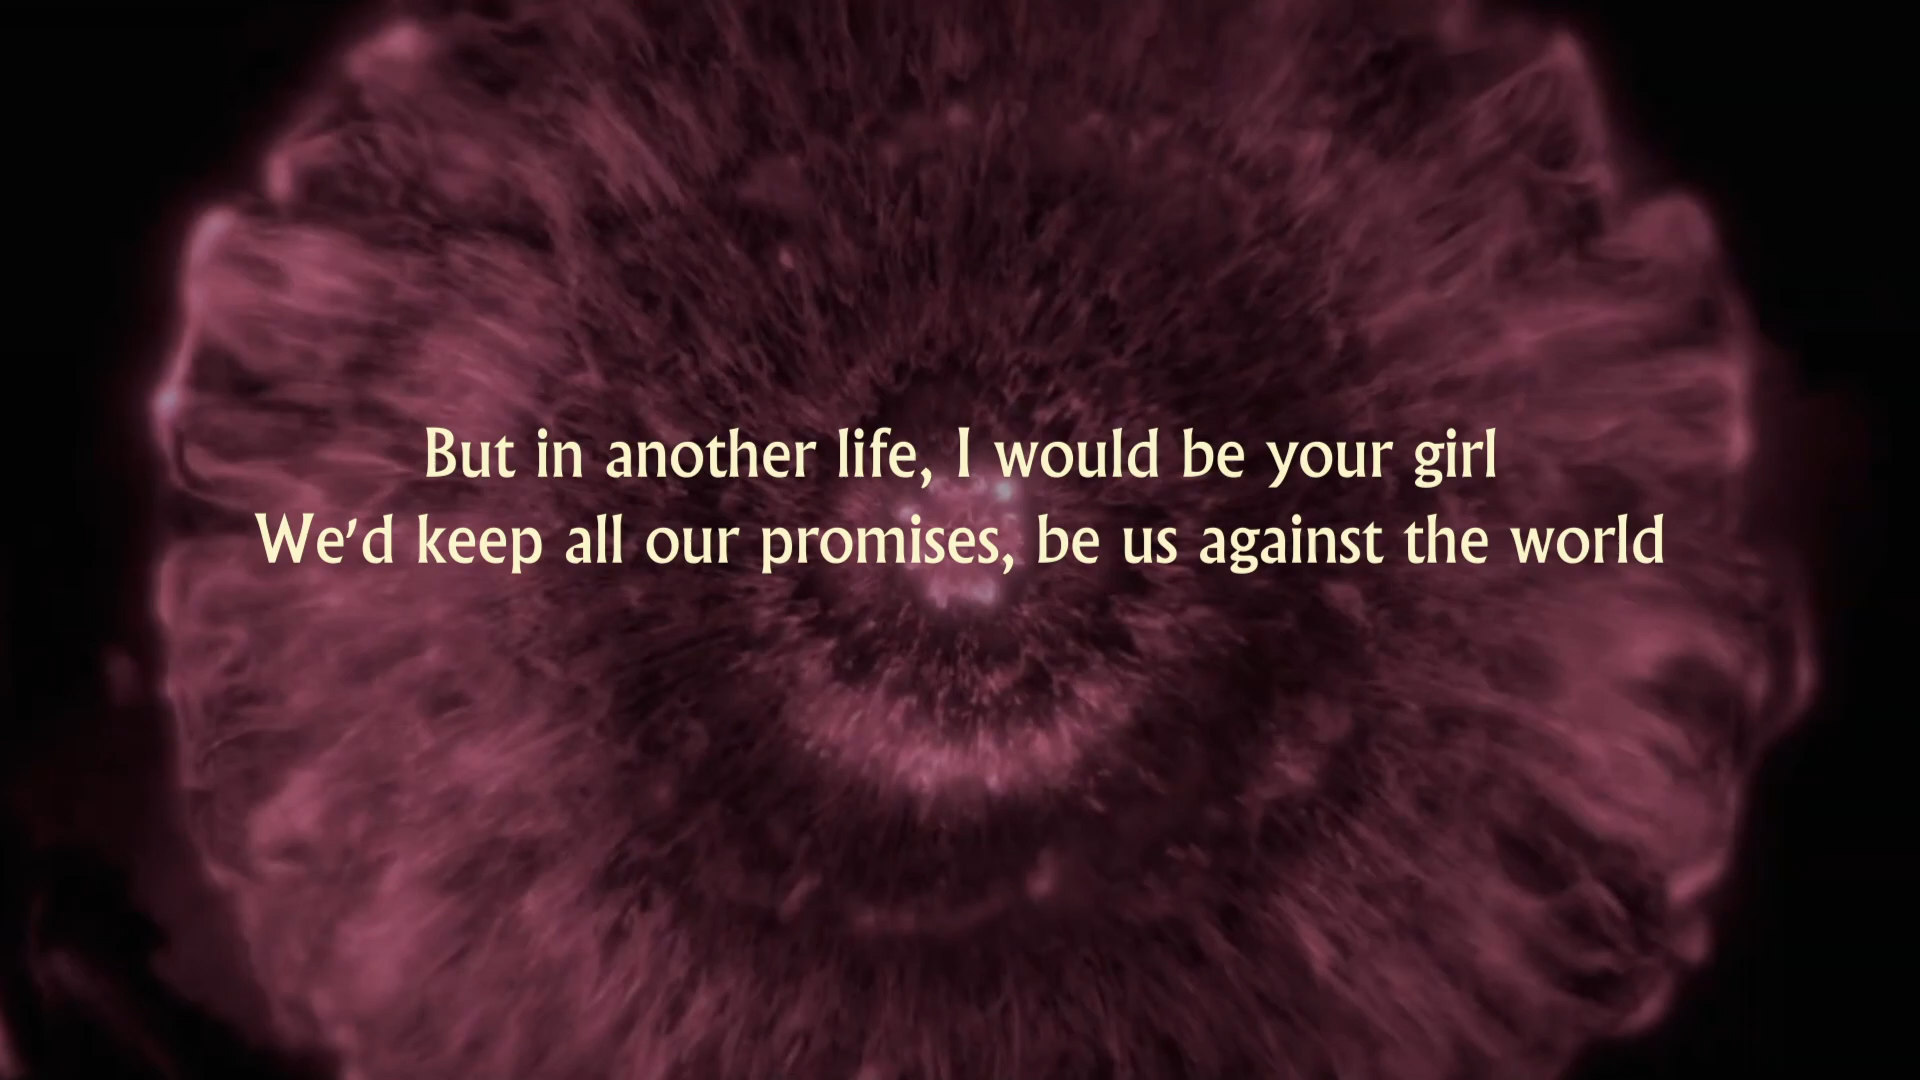 But in another life, I would be your girl
We'd keep all our promises, be us against the world